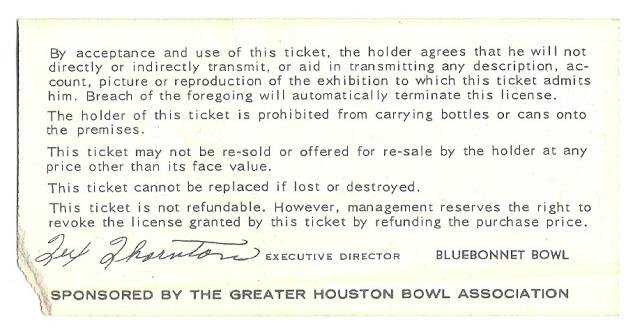 By acceptance and use of this ticket, the holder agrees that he will not
directly or indirectly transmit, or aid in transmitting any description, ac-
count, picture or reproduction of the exhibition to which this ticket admits
him. Breach of the foregoing will automatically terminate this license.
The holder of this ticket is prohibited from carrying bottles or cans onto
the premises.
This ticket may not be re-sold or offered for re-sale by the holder at any
price other than its face value.
This ticket cannot be replaced if lost or destroyed.
This ticket is not refundable. However, management reserves the right to
revoke the license granted by this ticket by refunding the purchase price.
Tex Thornton EXECUTIVE DIRECTOR BLUEBONNET BOWL
SPONSORED BY THE GREATER HOUSTON BOWL ASSOCIATION